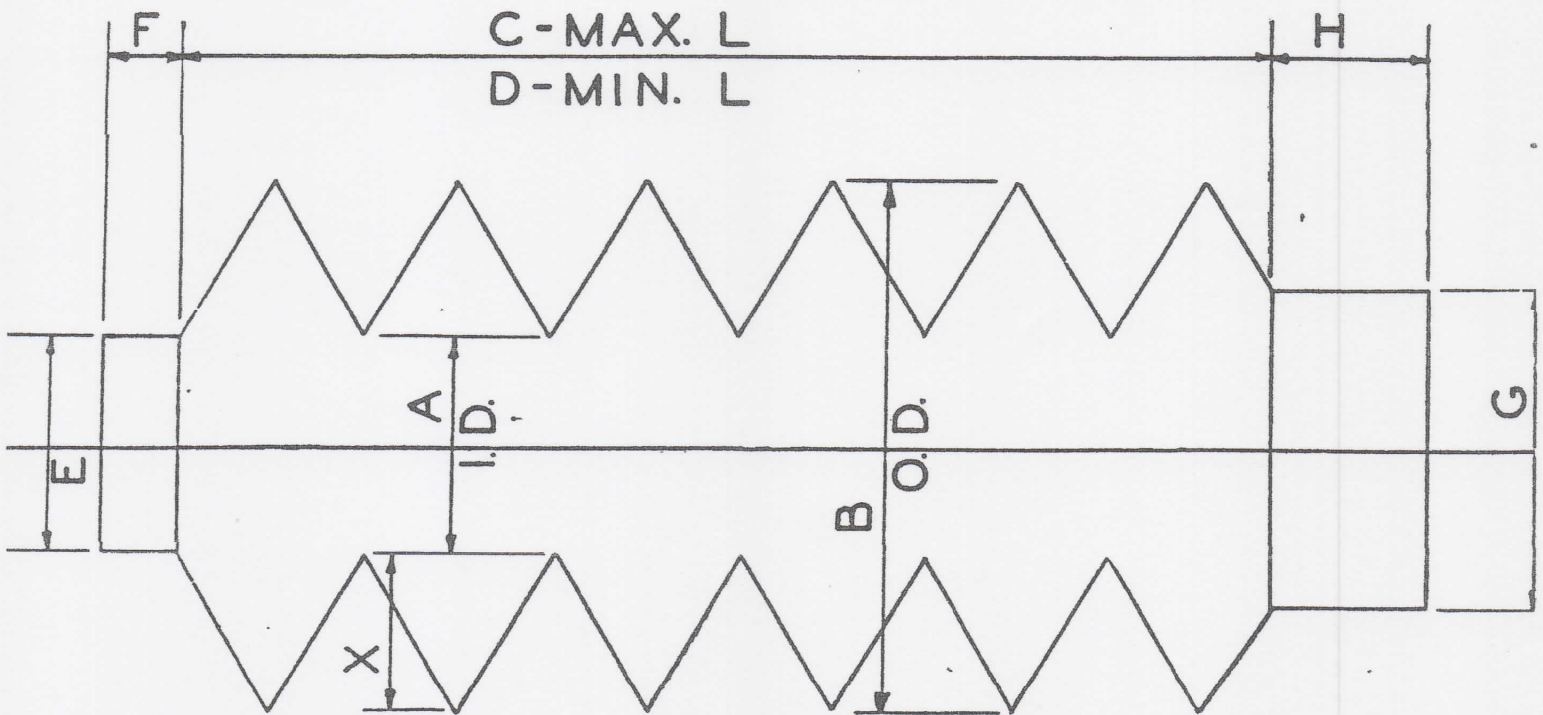 F
C-MAX. L
D-MIN. L
H
A
I. D.
E
X
B
O. D.
G